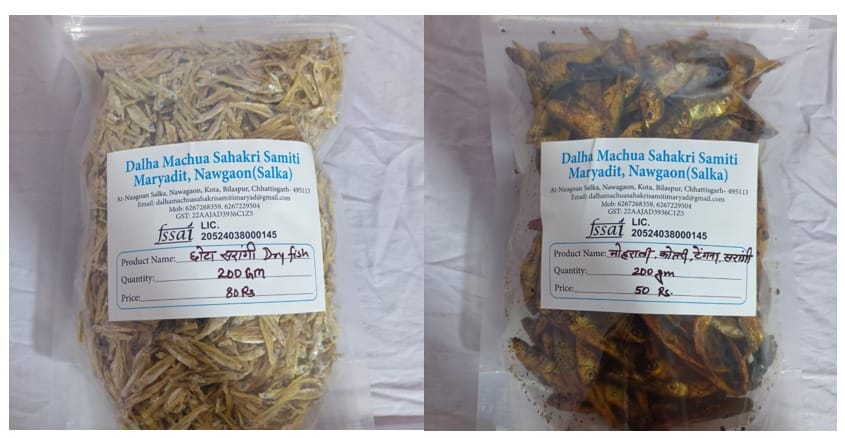 Dalha Machua Sahakri Samiti
Maryadit, Nawgaon(Salka)
At-Nuagoan Salka, Nawagaon, Kota, Bilaspur, Chhattisgarh- 495113
Email: dalhamachuasahakrisamitimaryad@gmail.com
Mob: 6267268359, 6267229504
GST: 22AAJAD3936C1Z5
fssai LIC.
20524038000145
Product Name: छोटा सरांगी Dry fish
Quantity: 200 Gm
Price: 80 Rs
Dalha Machua Sahakri Samiti
Maryadit, Nawgaon(Salka)
At-Nuagoan Salka, Nawagaon, Kota, Bilaspur, Chhattisgarh- 495113
Email: dalhamachuasahakrisamitimaryad@gmail.com
Mob: 6267268359, 6267229504
GST: 22AAJAD3936C1Z5
fssai LIC.
20524038000145
Product Name: मोहराली, कोतरी, टेंगना, सरांगी
Quantity: 200 gm
Price: 50 Rs.